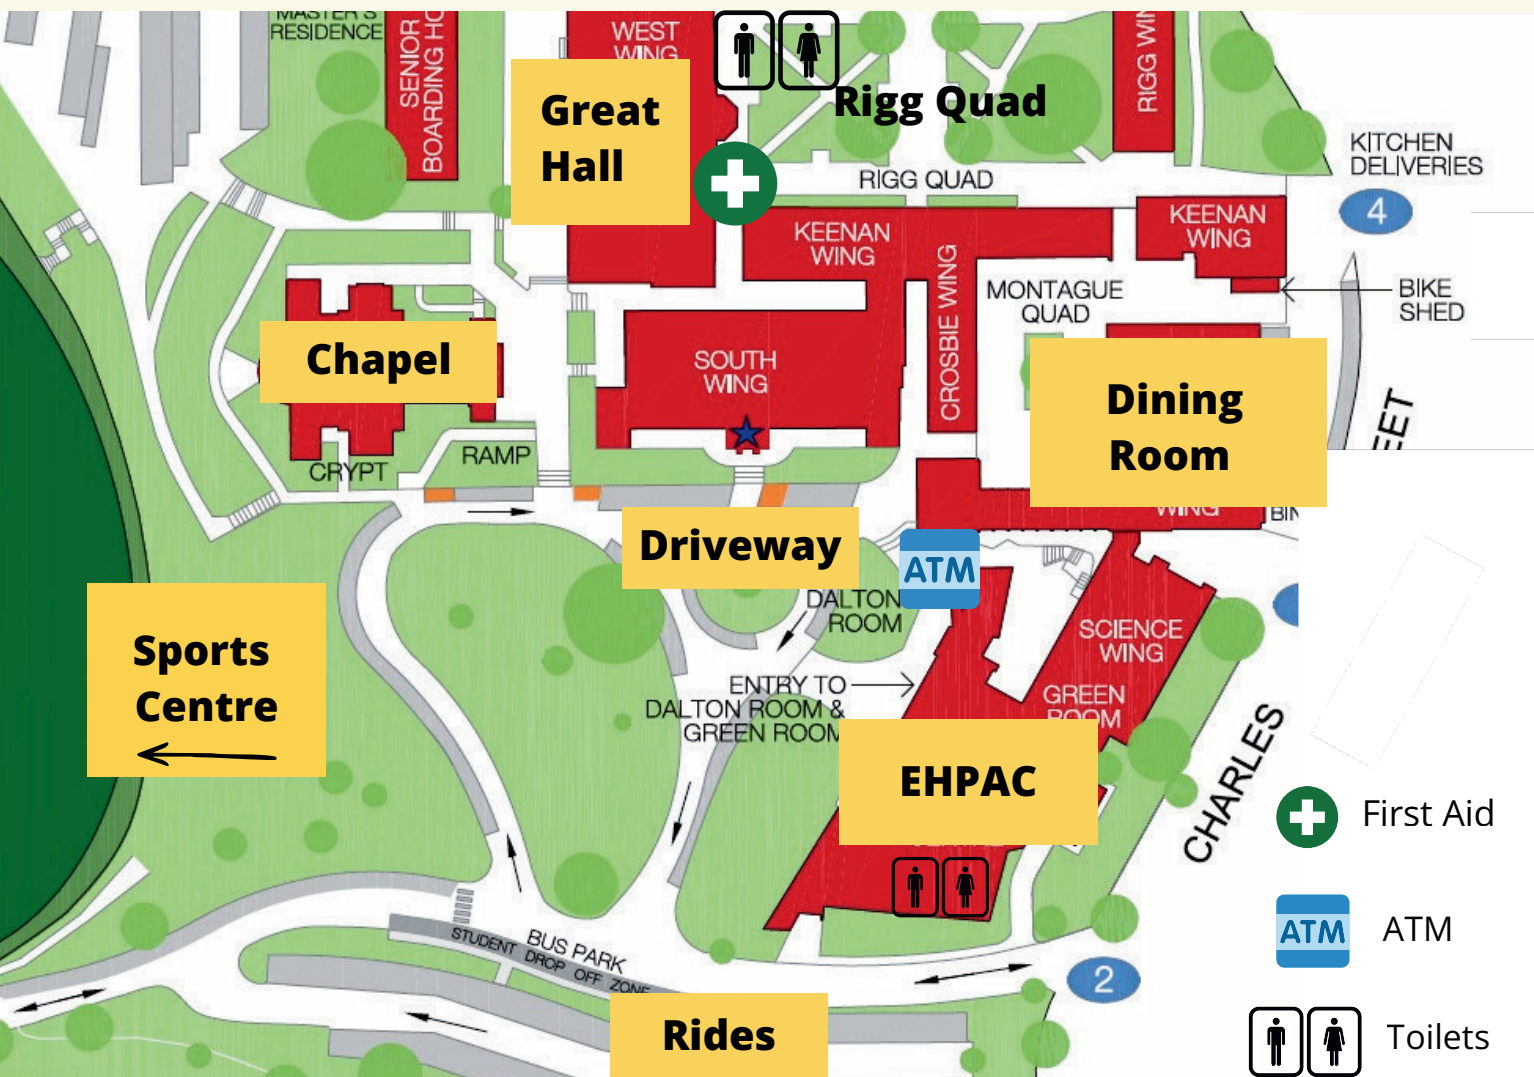 MASTER'S
RESIDENCE
SENIOR
BOARDING HO
WEST
WING
Great
Hall
Rigg Quad
RIGG WIN
KITCHEN
DELIVERIES
4
RIGG QUAD
KEENAN
WING
KEENAN
WING
CROSBIE WING
MONTAGUE
QUAD
BIKE
SHED
Chapel
SOUTH
WING
Dining
Room
EET
CRYPT
RAMP
WING
BIN
Driveway
ATM
DALTON
ROOM
SCIENCE
WING
Sports
Centre
ENTRY TO
DALTON ROOM &
GREEN ROOM
GREEN
ROOM
EHPAC
CHARLES
First Aid
BUS PARK
STUDENT DROP OFF ZONE
2
ATM
ATM
Rides
Toilets